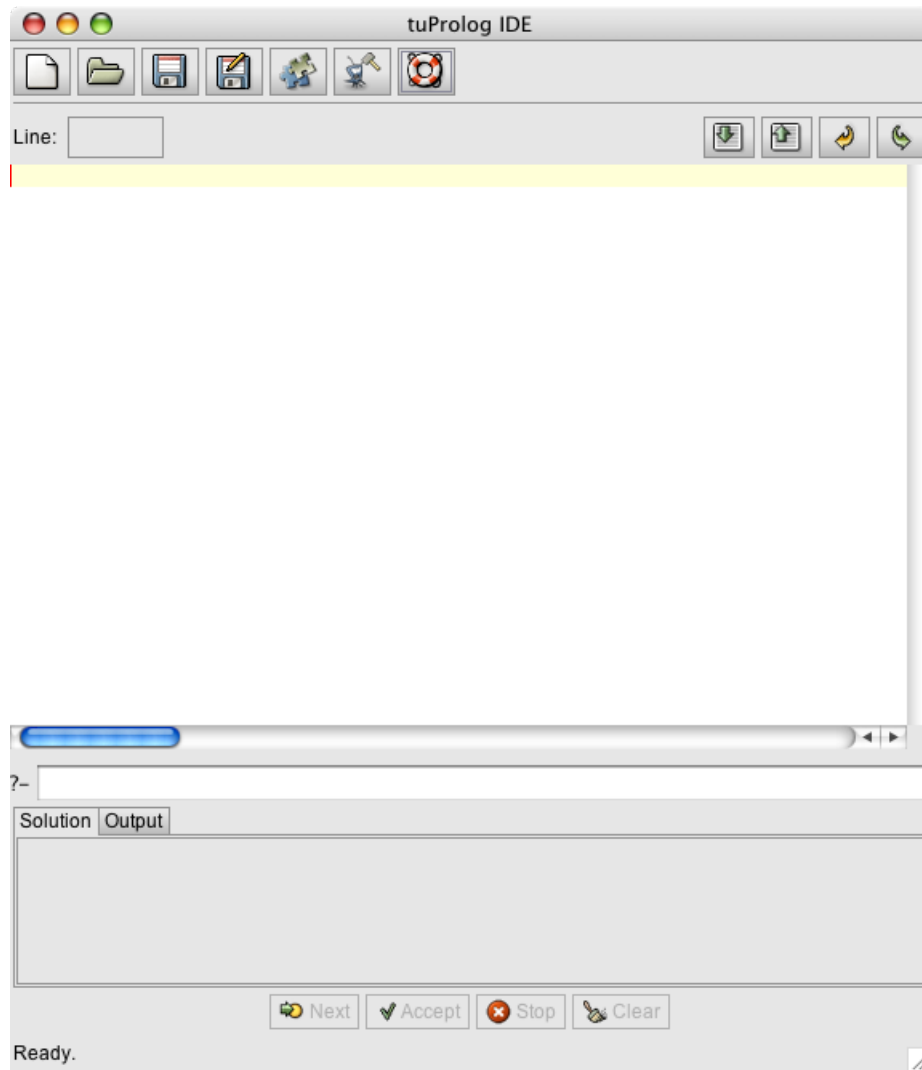 tuProlog IDE
Line:
?-
Solution Output
Next Accept Stop Clear
Ready.